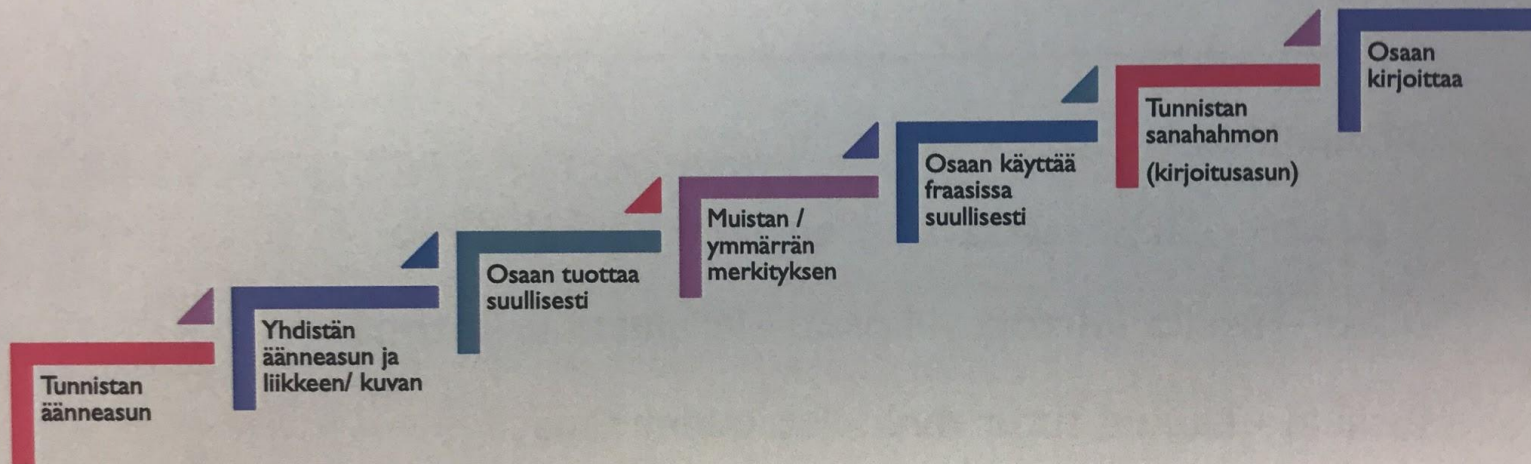 Tunnistan
äänneasun
Yhdistän
äänneasun ja
liikkeen/ kuvan
Osaan tuottaa
suullisesti
Muistan /
ymmärrän
merkityksen
Osaan käyttää
fraasissa
suullisesti
Tunnistan
sanahahmon
(kirjoitusasun)
Osaan
kirjoittaa